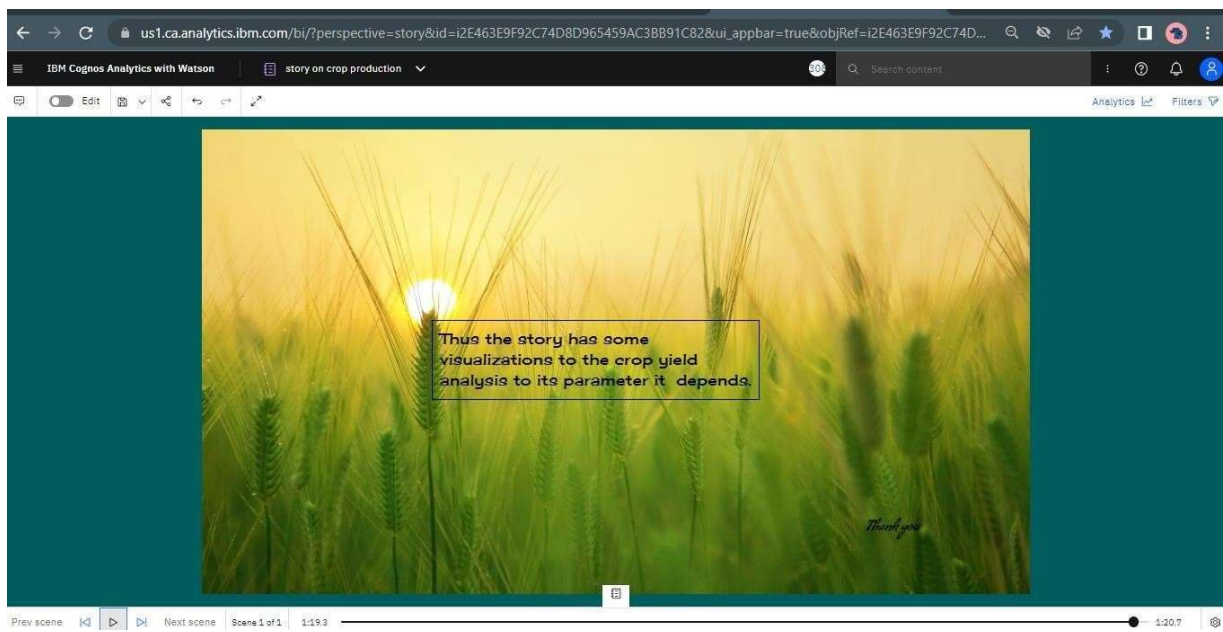 us1.ca.analytics.ibm.com/bi/?perspective=story&id=i2E463E9F92C74D8D965459AC3BB91C82&ui_appbar=true&objRef=i2E463E9F92C74D...
IBM Cognos Analytics with Watson story on crop production Search content
Edit Analytics Filters
Thus the story has some
visualizations to the crop yield
analysis to its parameter it depends.
Thank you
Prev scene Next scene Scene 1 of 1 1:19.3 1:20.7